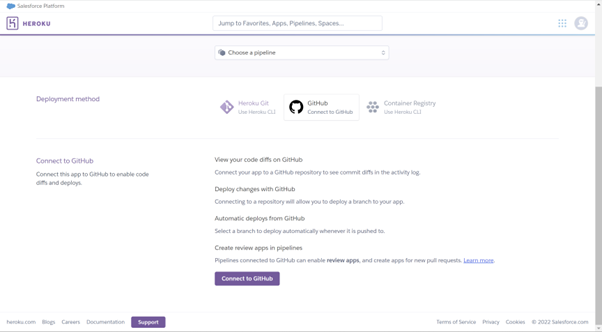 Salesforce Platform
HEROKU
Jump to Favorites, Apps, Pipelines, Spaces...
Choose a pipeline
Deployment method
Heroku Git
Use Heroku CLI
GitHub
Connect to GitHub
Container Registry
Use Heroku CLI
Connect to GitHub
Connect this app to GitHub to enable code
diffs and deploys.
View your code diffs on GitHub
Connect your app to a GitHub repository to see commit diffs in the activity log.
Deploy changes with GitHub
Connecting to a repository will allow you to deploy a branch to your app.
Automatic deploys from GitHub
Select a branch to deploy automatically whenever it is pushed to.
Create review apps in pipelines
Pipelines connected to GitHub can enable review apps, and create apps for new pull requests. Learn more.
Connect to GitHub
heroku.com Blogs Careers Documentation Support Terms of Service Privacy Cookies © 2022 Salesforce.com